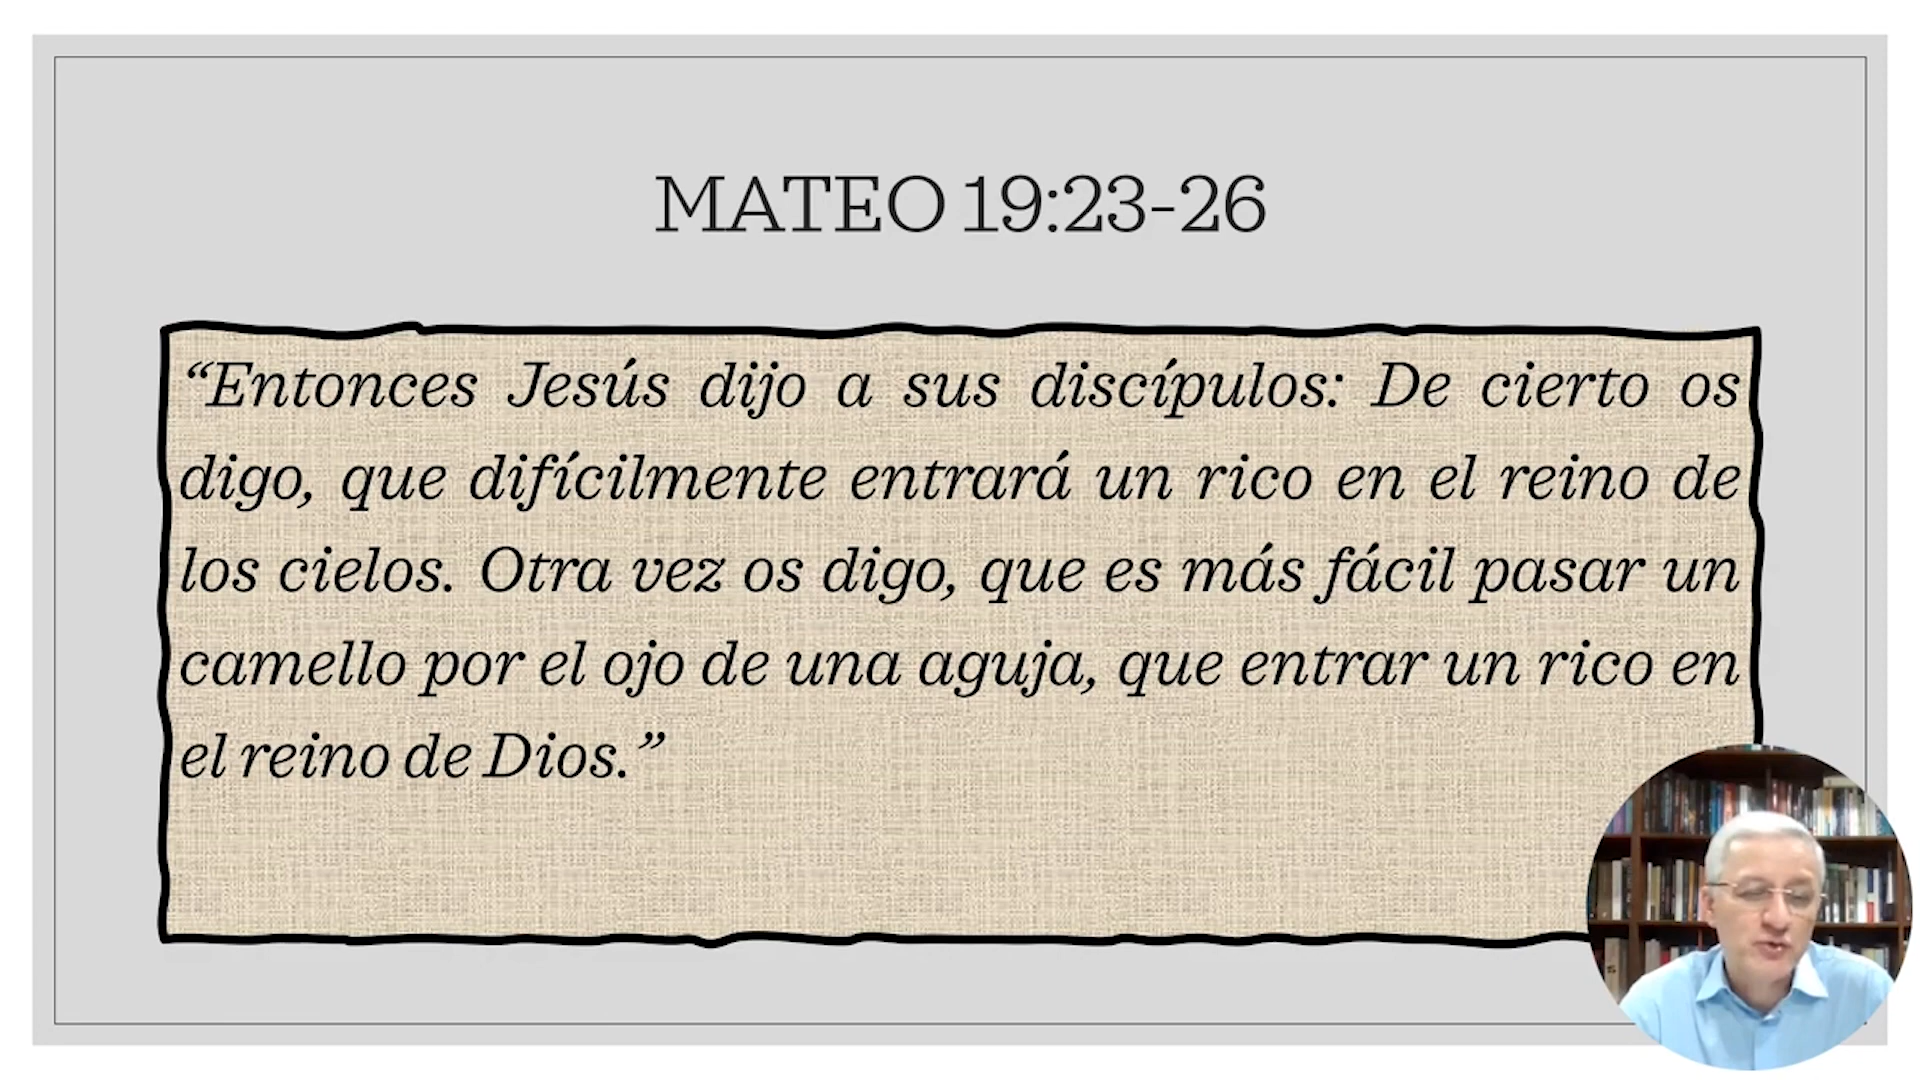 MATEO 19:23-26
“Entonces Jesús dijo a sus discípulos: De cierto os
digo, que difícilmente entrará un rico en el reino de
los cielos. Otra vez os digo, que es más fácil pasar un
camello por el ojo de una aguja, que entrar un rico en
el reino de Dios.”